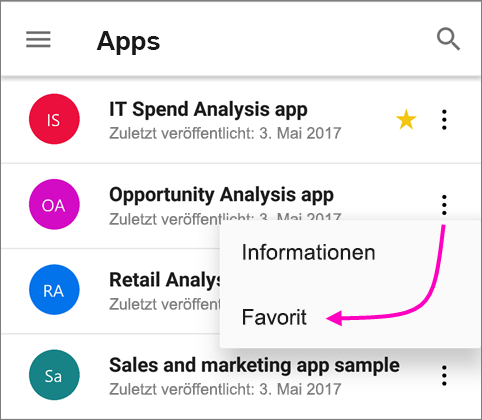 Apps
IS
IT Spend Analysis app
Zuletzt veröffentlicht: 3. Mai 2017
OA
Opportunity Analysis app
Zuletzt veröffentlicht: 3. Mai 2017
Informationen
RA
Retail Analys
Zuletzt veröffentlicht
Favorit
Sa
Sales and marketing app sample
Zuletzt veröffentlicht: 3. Mai 2017